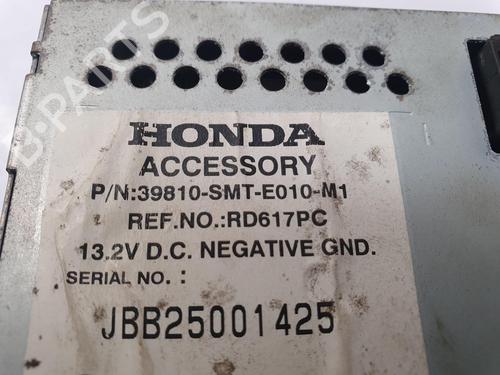 B-PARTS
HONDA
ACCESSORY
P/N:39810-SMT-E010-M1
REF.NO.:RD617PC
13.2V D.C. NEGATIVE GND.
SERIAL NO. :
JBB25001425